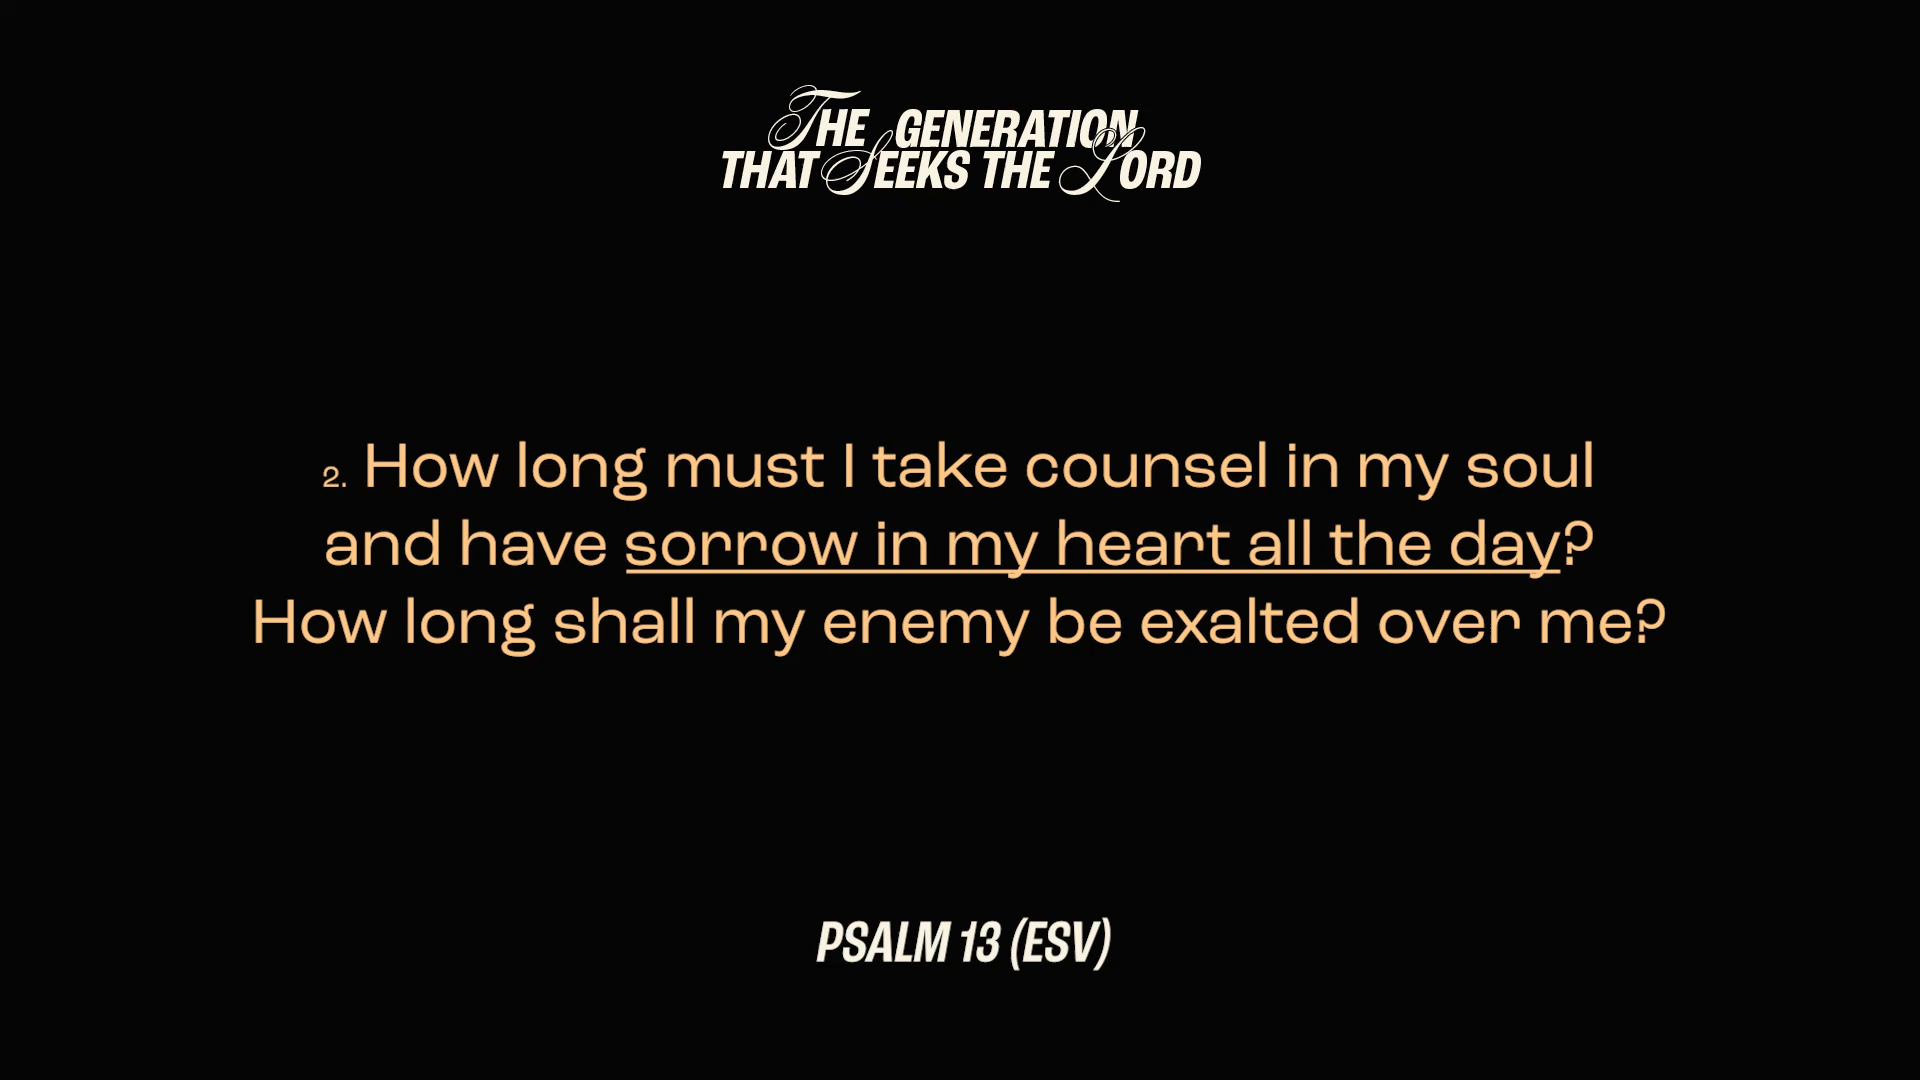 THE GENERATION
THAT SEEKS THE LORD
2. How long must I take counsel in my soul
and have sorrow in my heart all the day?
How long shall my enemy be exalted over me?
PSALM 13 (ESV)